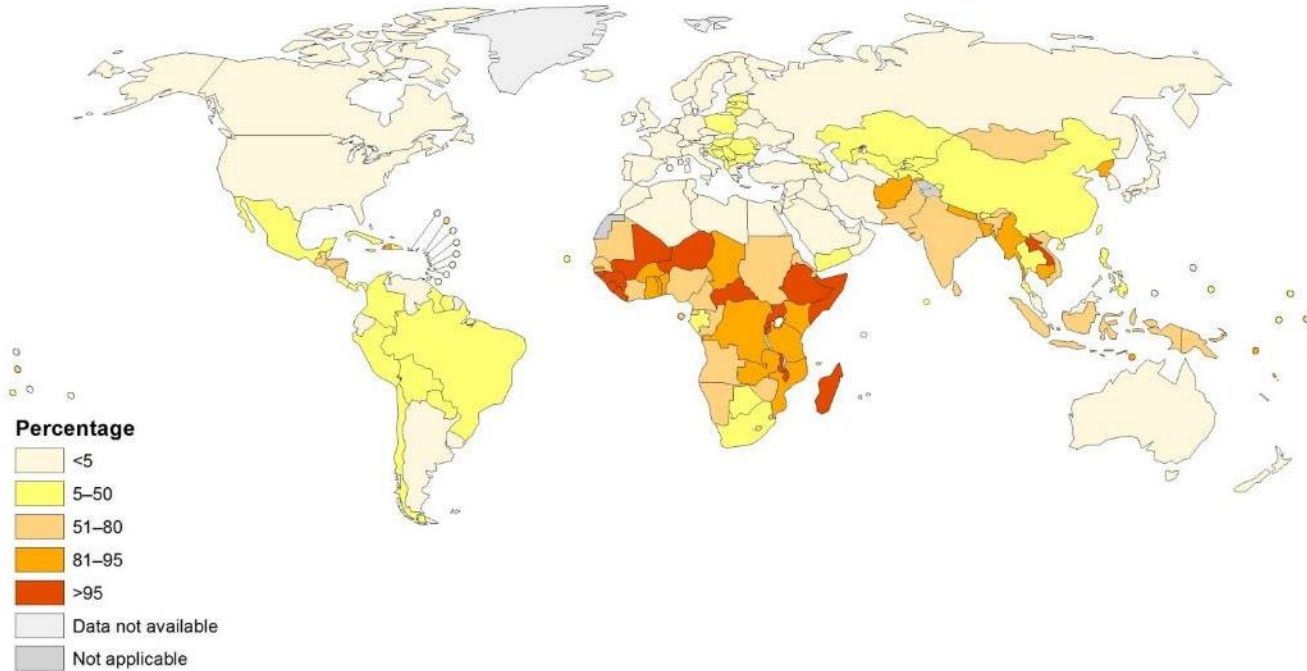 Percentage
<5
5–50
51–80
81–95
>95
Data not available
Not applicable